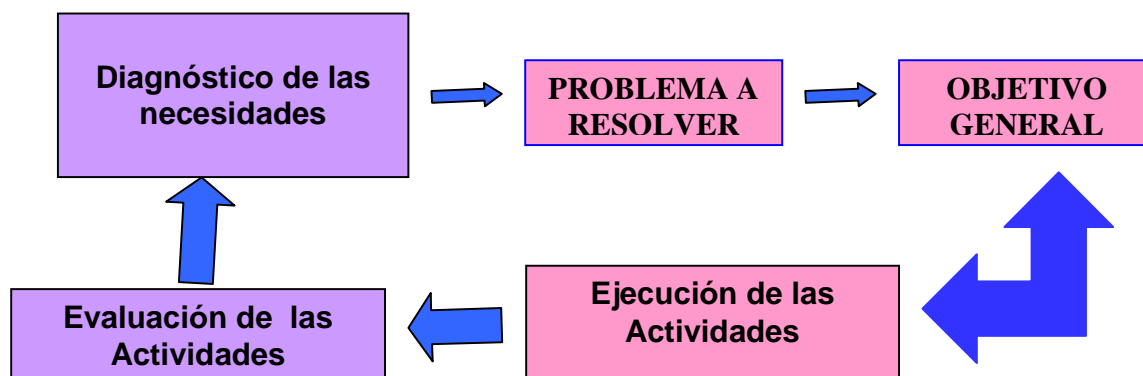 Diagnóstico de las
necesidades
PROBLEMA A
RESOLVER
OBJETIVO
GENERAL
Evaluación de las
Actividades
Ejecución de las
Actividades